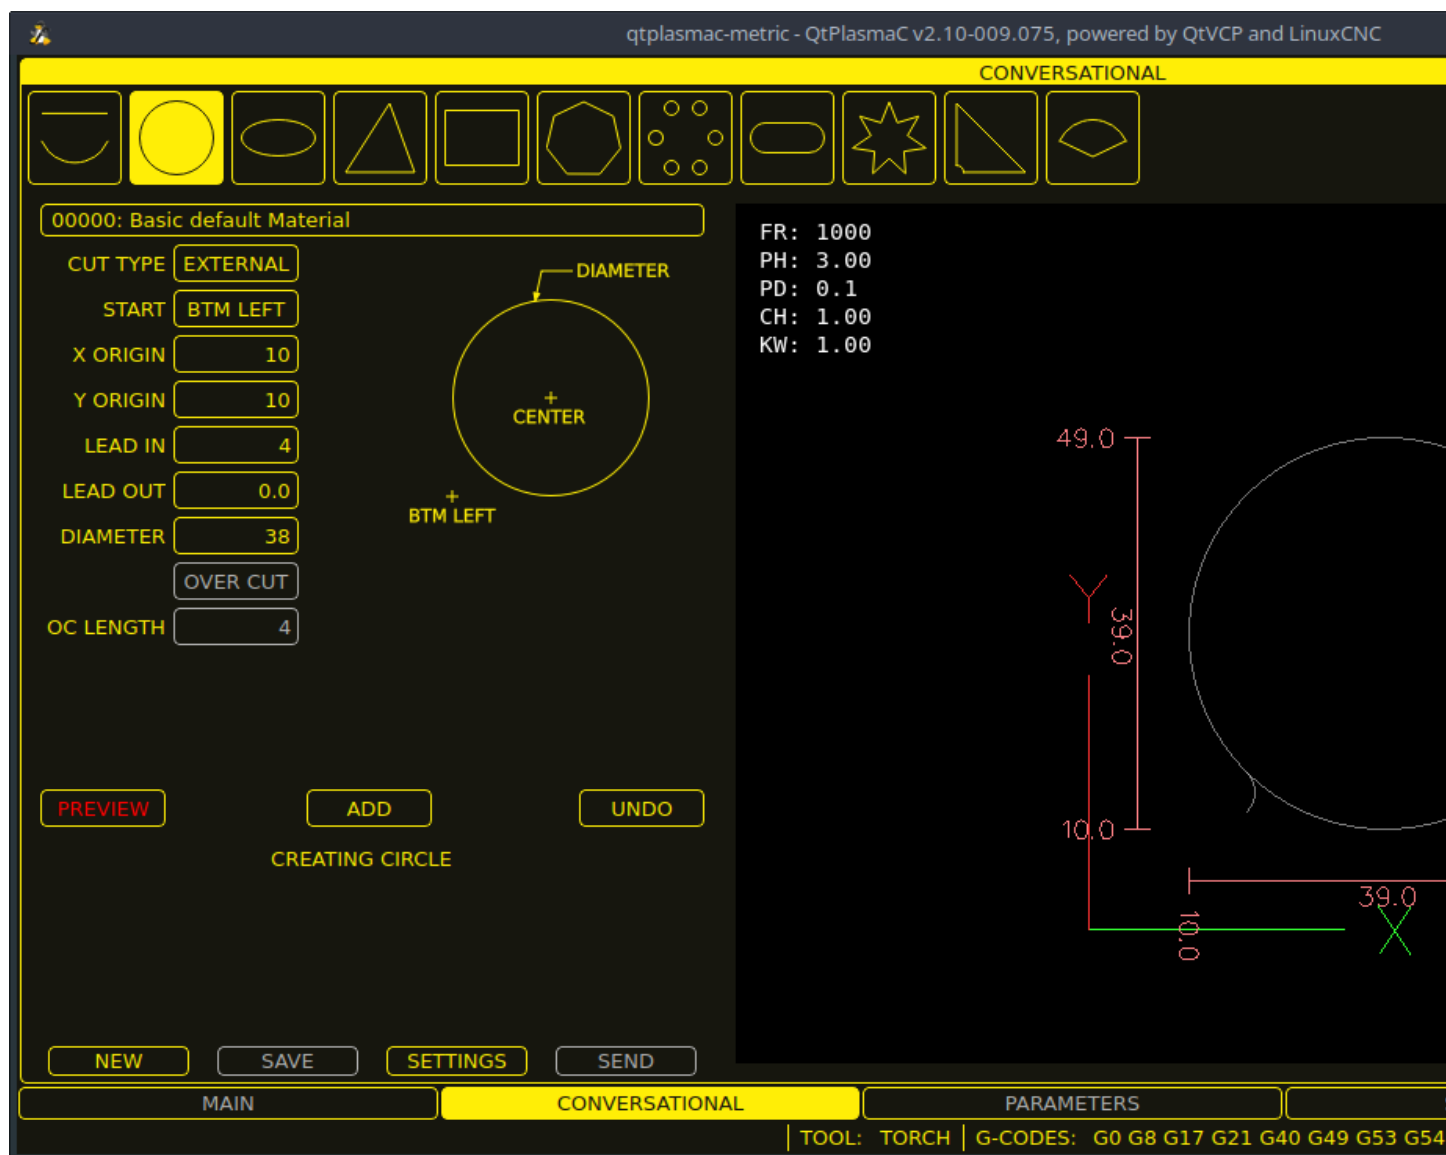 qtplasmac-metric - QtPlasmaC v2.10-009.075, powered by QtVCP and LinuxCNC
CONVERSATIONAL
00000: Basic default Material
CUT TYPE EXTERNAL
START BTM LEFT
X ORIGIN 10
Y ORIGIN 10
LEAD IN 4
LEAD OUT 0.0
DIAMETER 38
OVER CUT
OC LENGTH 4
DIAMETER
CENTER
BTM LEFT
PREVIEW ADD UNDO
CREATING CIRCLE
NEW SAVE SETTINGS SEND
FR: 1000
PH: 3.00
PD: 0.1
CH: 1.00
KW: 1.00
49.0
Y
39.0
10.0
39.0
10.0
X
MAIN CONVERSATIONAL PARAMETERS
TOOL: TORCH G-CODES: G0 G8 G17 G21 G40 G49 G53 G54